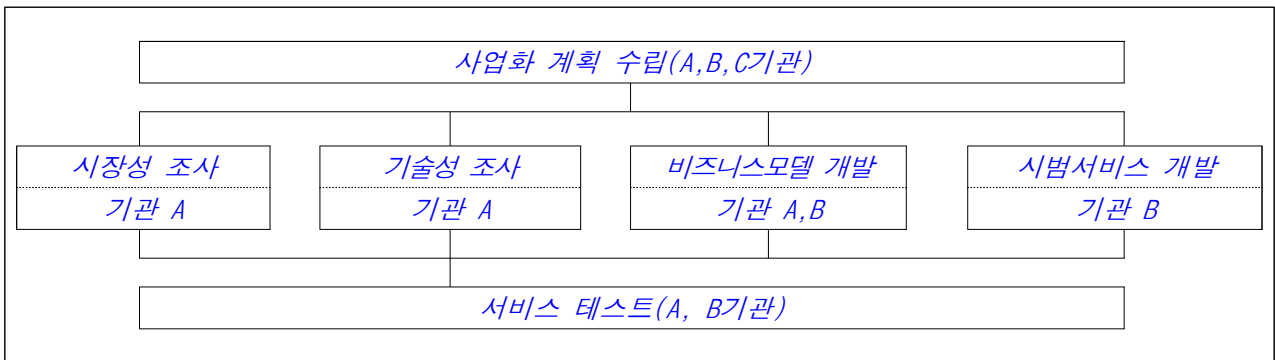 사업화 계획 수립(A,B,C기관)
시장성 조사
기관 A
기술성 조사
기관 A
비즈니스모델 개발
기관 A,B
시범서비스 개발
기관 B
서비스 테스트(A, B기관)